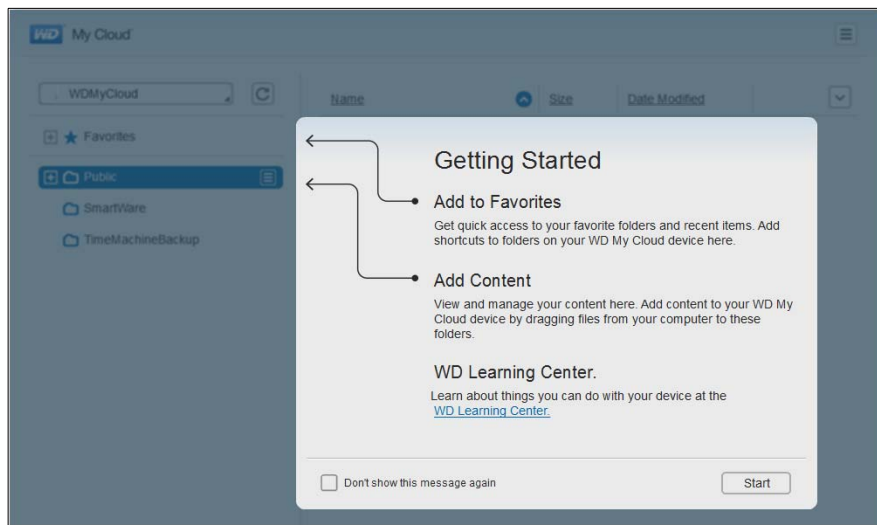 WD My Cloud
WDMyCloud
Name
Size
Date Modified
Favorites
Public
SmartWare
TimeMachineBackup
Getting Started
Add to Favorites
Get quick access to your favorite folders and recent items. Add
shortcuts to folders on your WD My Cloud device here.
Add Content
View and manage your content here. Add content to your WD My
Cloud device by dragging files from your computer to these
folders.
WD Learning Center.
Learn about things you can do with your device at the
WD Learning Center.
Don't show this message again
Start